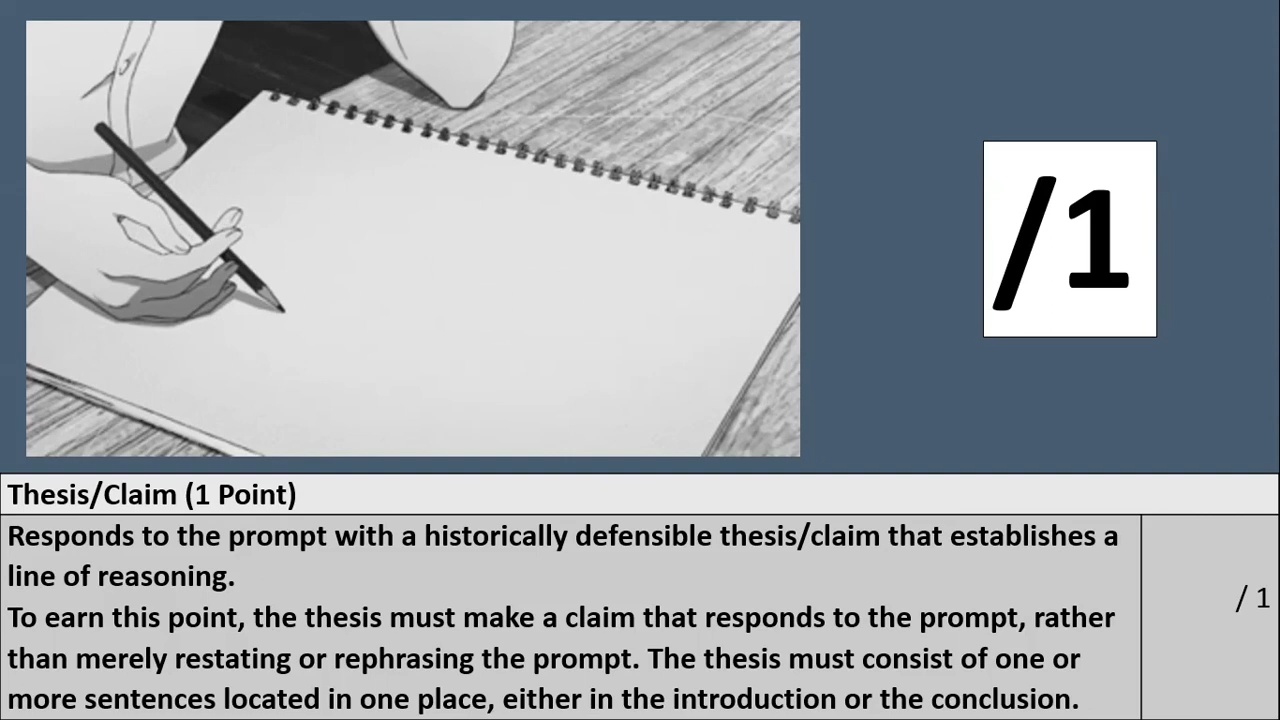 /1
Thesis/Claim (1 Point)
Responds to the prompt with a historically defensible thesis/claim that establishes a
line of reasoning.
To earn this point, the thesis must make a claim that responds to the prompt, rather
than merely restating or rephrasing the prompt. The thesis must consist of one or
more sentences located in one place, either in the introduction or the conclusion.
/ 1